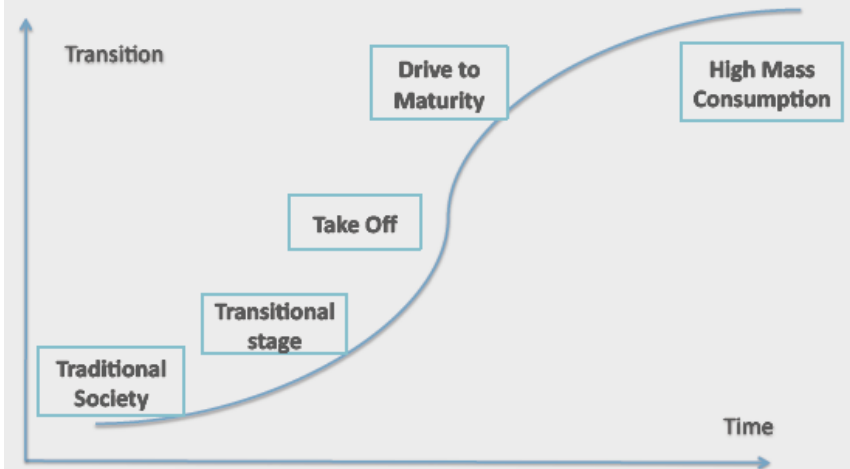 Transition
Drive to
Maturity
High Mass
Consumption
Take Off
Transitional
stage
Traditional
Society
Time